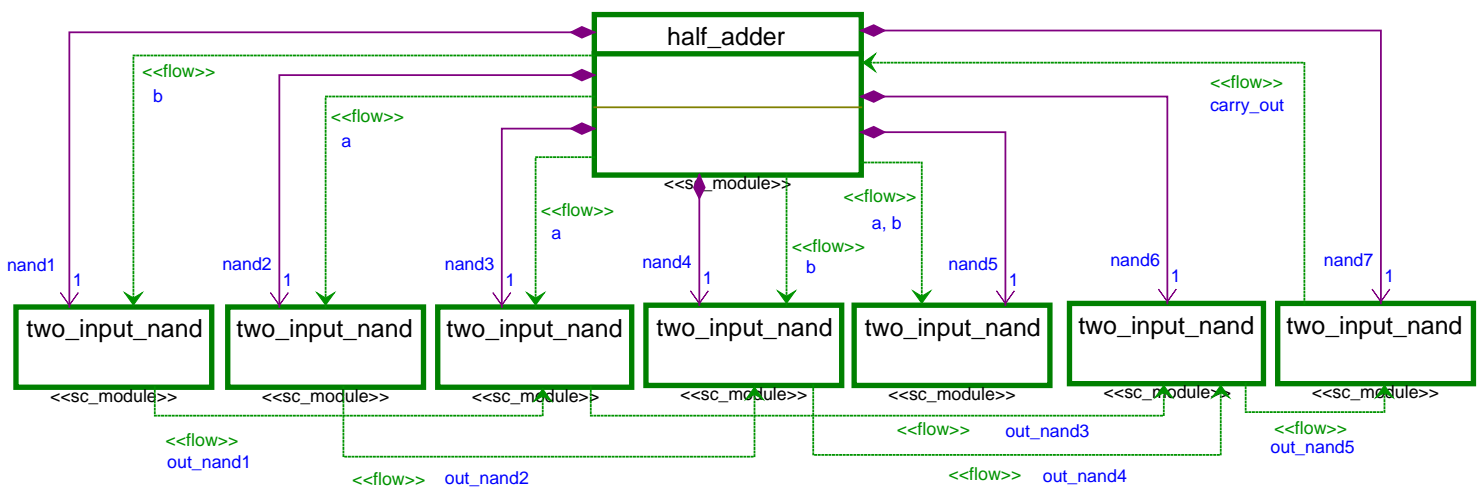 half_adder
<<flow>>
b
<<flow>>
a
<<flow>>
carry_out
<<sc_module>>
<<flow>>
a
<<flow>>
a, b
<<flow>>
b
nand1
1
nand2
1
nand3
1
nand4
1
nand5
1
nand6
1
nand7
1
two_input_nand
two_input_nand
two_input_nand
two_input_nand
two_input_nand
two_input_nand
two_input_nand
<<sc_module>>
<<sc_module>>
<<sc_module>>
<<sc_module>>
<<sc_module>>
<<sc_module>>
<<sc_module>>
<<flow>>
out_nand1
<<flow>> out_nand2
<<flow>> out_nand3
<<flow>> out_nand4
<<flow>>
out_nand5